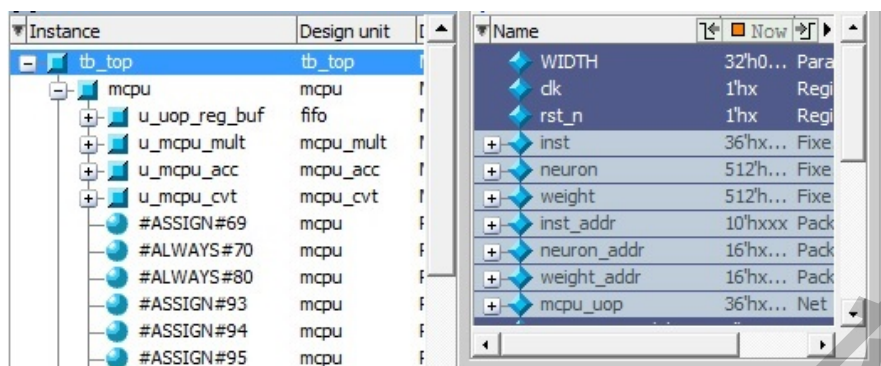 Instance Design unit
tb_top tb_top
mcpu mcpu
u_uop_reg_buf fifo
u_mcpu_mult mcpu_mult
u_mcpu_acc mcpu_acc
u_mcpu_cvt mcpu_cvt
#ASSIGN#69 mcpu
#ALWAYS#70 mcpu
#ALWAYS#80 mcpu
#ASSIGN#93 mcpu
#ASSIGN#94 mcpu
#ASSIGN#95 mcpu
Name Now
WIDTH 32'h0... Para
clk 1'hx Regi
rst_n 1'hx Regi
inst 36'hx... Fixe
neuron 512'h... Fixe
weight 512'h... Fixe
inst_addr 10'hxxx Pack
neuron_addr 16'hx... Pack
weight_addr 16'hx... Pack
mcpu_uop 36'hx... Net